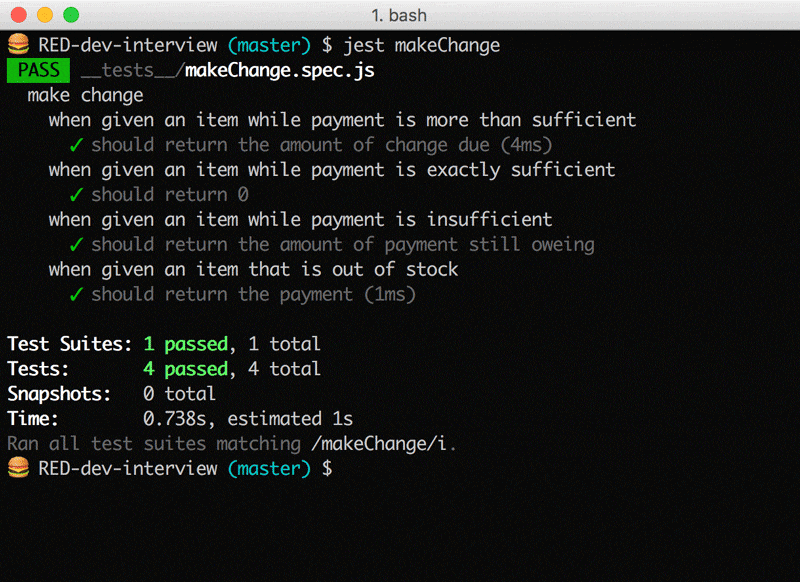 1. bash
🍔 RED-dev-interview (master) $ jest makeChange
PASS __tests__/makeChange.spec.js
make change
when given an item while payment is more than sufficient
✓ should return the amount of change due (4ms)
when given an item while payment is exactly sufficient
✓ should return 0
when given an item while payment is insufficient
✓ should return the amount of payment still oweing
when given an item that is out of stock
✓ should return the payment (1ms)
Test Suites: 1 passed, 1 total
Tests: 4 passed, 4 total
Snapshots: 0 total
Time: 0.738s, estimated 1s
Ran all test suites matching /makeChange/i.
🍔 RED-dev-interview (master) $